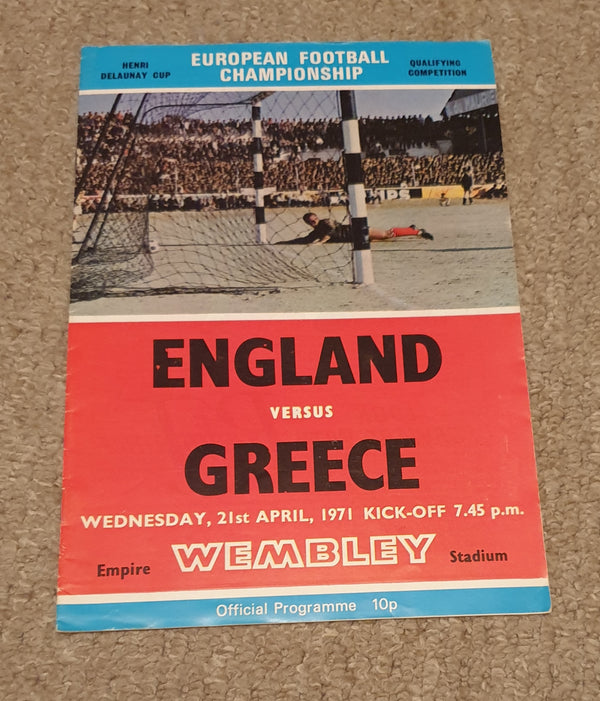 HENRI
DELAUNAY CUP
EUROPEAN FOOTBALL
CHAMPIONSHIP
QUALIFYING
COMPETITION
ENGLAND
VERSUS
GREECE
WEDNESDAY, 21st APRIL, 1971 KICK-OFF 7.45 p.m.
Empire WEMBLEY Stadium
Official Programme 10p